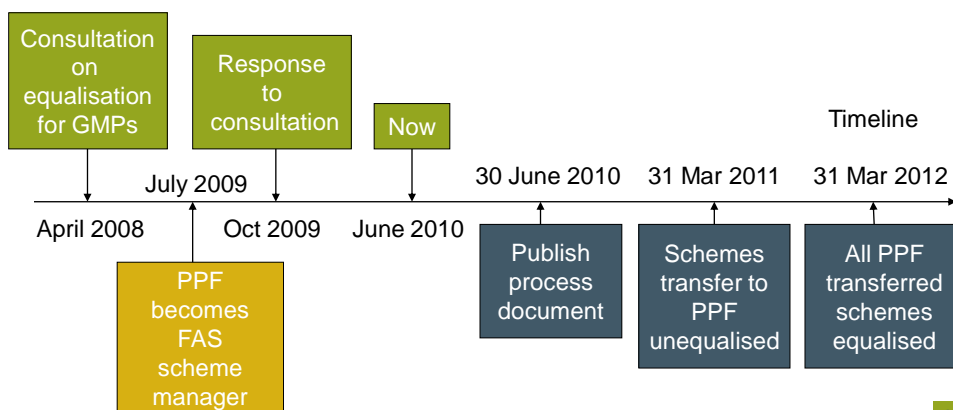 Consultation
on
equalisation
for GMPs
Response
to
consultation
Now
Timeline
July 2009
30 June 2010
31 Mar 2011
31 Mar 2012
April 2008
Oct 2009
June 2010
PPF
becomes
FAS
scheme
manager
Publish
process
document
Schemes
transfer to
PPF
unequalised
All PPF
transferred
schemes
equalised